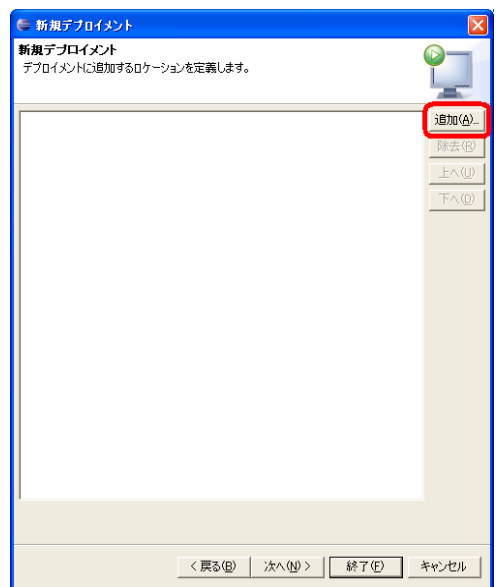 新規デプロイメント
新規デプロイメント
デプロイメントに追加するロケーションを定義します。
追加(A)...
除去(R)
上へ(U)
下へ(D)
< 戻る(B)
次へ(N) >
終了(F)
キャンセル